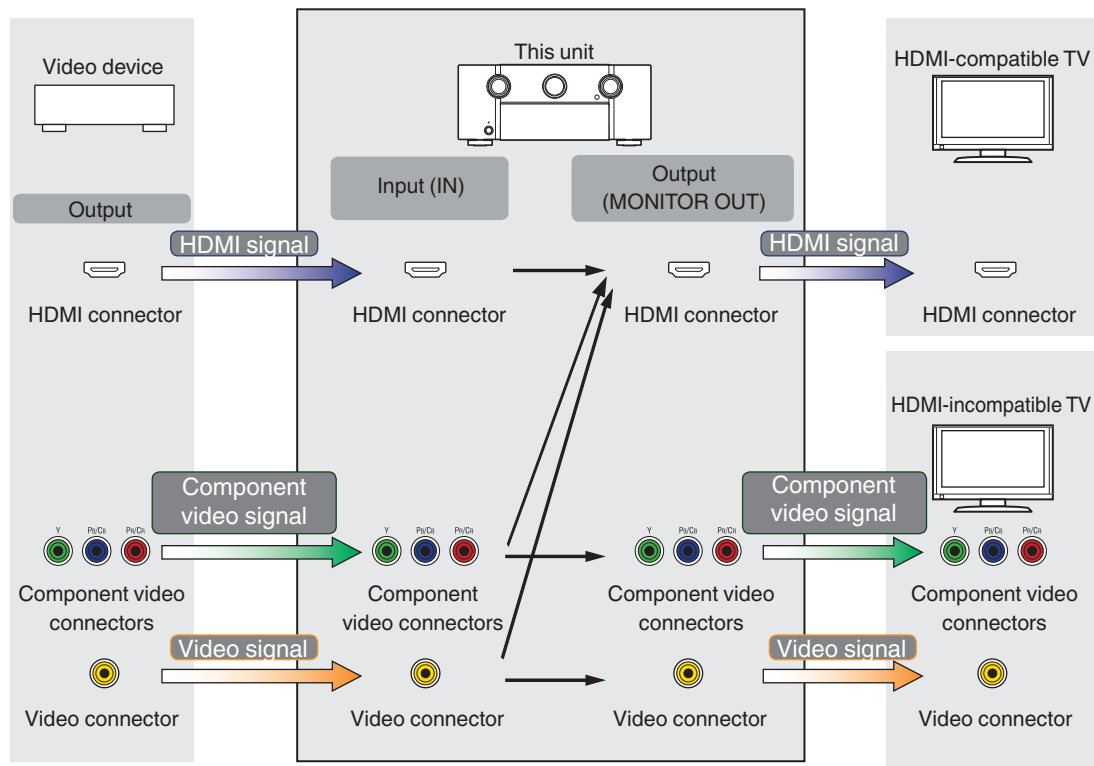 Video device
This unit
HDMI-compatible TV
Input (IN)
Output
(MONITOR OUT)
Output
HDMI signal
HDMI signal
HDMI connector
HDMI connector
HDMI connector
HDMI connector
HDMI-incompatible TV
Component
video signal
Component
video signal
Y PB/CB PR/CR
Y PB/CB PR/CR
Y PB/CB PR/CR
Y PB/CB PR/CR
Component video
connectors
Component
video connectors
Component video
connectors
Component video
connectors
Video signal
Video signal
Video connector
Video connector
Video connector
Video connector